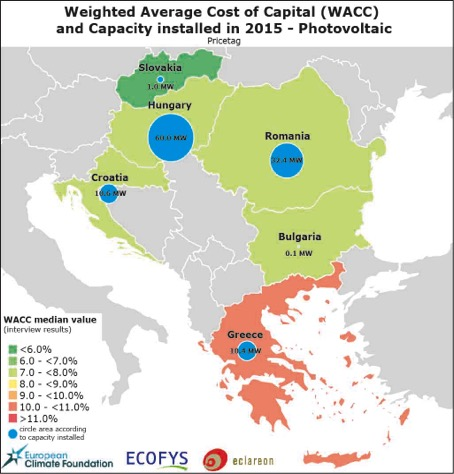 Weighted Average Cost of Capital (WACC)
and Capacity installed in 2015 - Photovoltaic
Pricetag
Slovakia
1.0 MW
Hungary
60.0 MW
Romania
32.4 MW
Croatia
10.6 MW
Bulgaria
0.1 MW
Greece
10.4 MW
WACC median value
(interview results)
<6.0%
6.0 - <7.0%
7.0 - <8.0%
8.0 - <9.0%
9.0 - <10.0%
10.0 - <11.0%
>11.0%
circle area according
to capacity installed
European
Climate Foundation
ECOFYS
eclareon